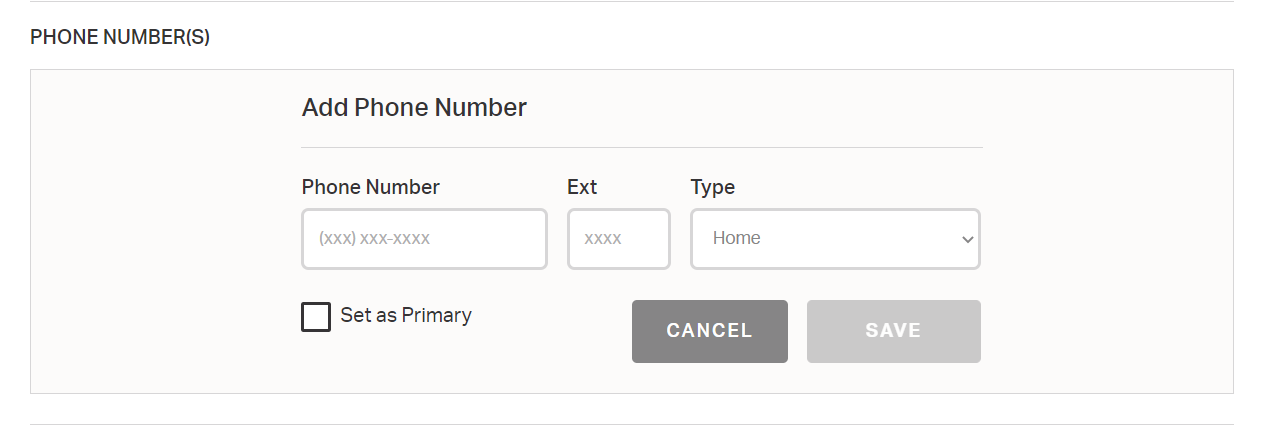 PHONE NUMBER(S)
Add Phone Number
Phone Number Ext Type
(xxx) xxx-xxxx xxxx Home
Set as Primary CANCEL SAVE